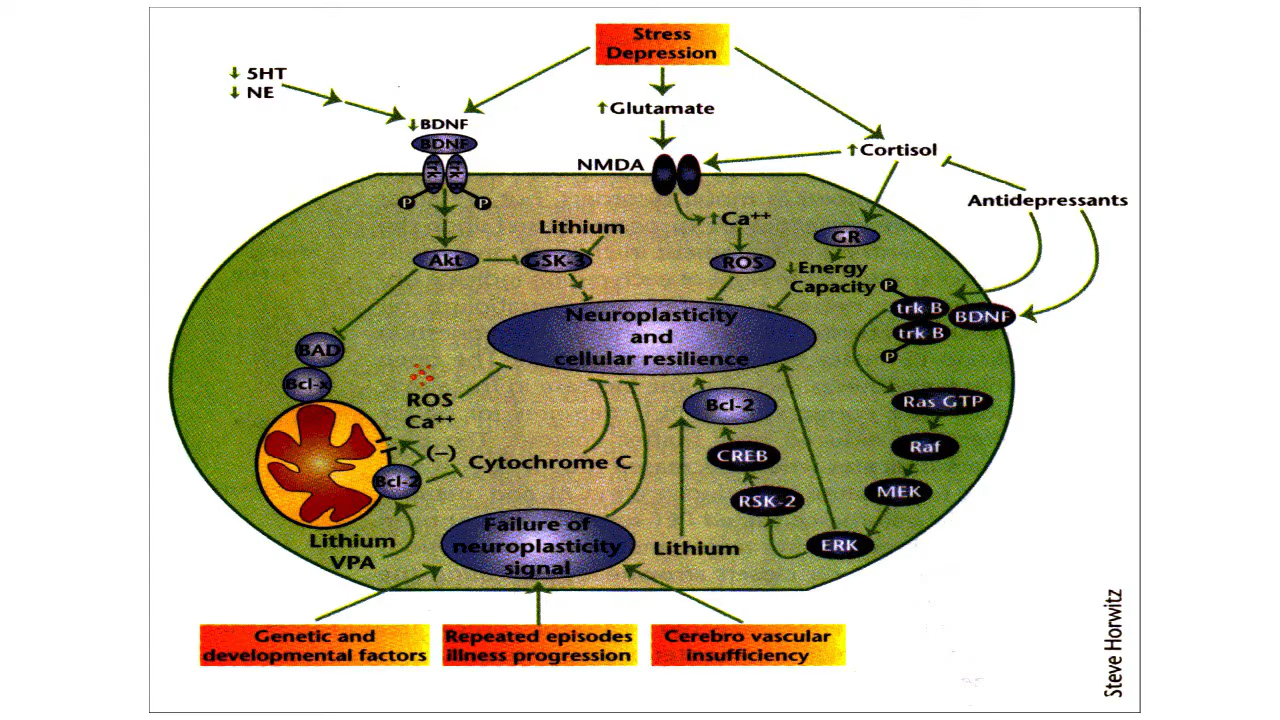 Stress
Depression
↓ 5HT
↓ NE
↑Glutamate
↓BDNF
BDNF
trk
trk
P
P
NMDA
↑Cortisol
Antidepressants
Lithium
↑Ca++
GR
Akt
GSK-3
ROS
↓Energy
Capacity
P
trk B
BDNF
trk B
P
Neuroplasticity
and
cellular resilience
BAD
Bcl-x
ROS
Ca++
(−)
Cytochrome C
Bcl-2
Bcl-2
CREB
RSK-2
Ras GTP
Raf
MEK
ERK
Lithium
VPA
Failure of
neuroplasticity
signal
Lithium
Genetic and
developmental factors
Repeated episodes
illness progression
Cerebro vascular
insufficiency
Steve Horwitz